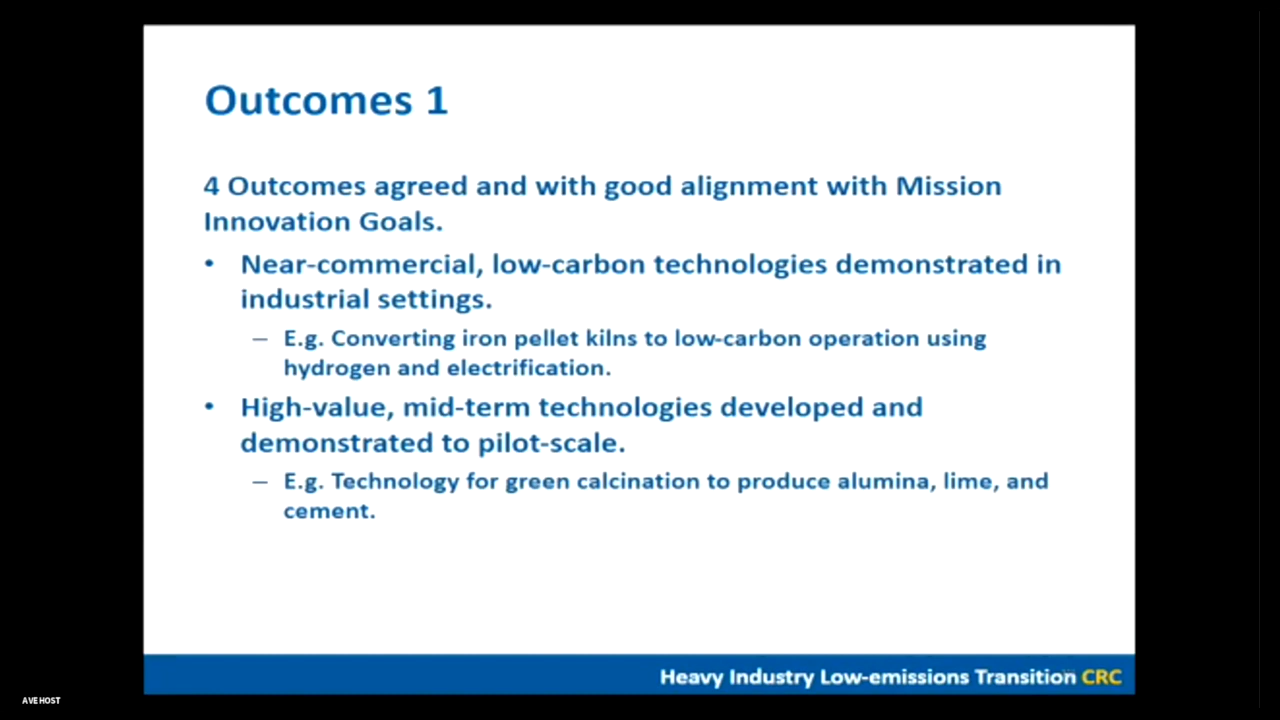 Outcomes 1
4 Outcomes agreed and with good alignment with Mission
Innovation Goals.
• Near-commercial, low-carbon technologies demonstrated in
industrial settings.
– E.g. Converting iron pellet kilns to low-carbon operation using
hydrogen and electrification.
• High-value, mid-term technologies developed and
demonstrated to pilot-scale.
– E.g. Technology for green calcination to produce alumina, lime, and
cement.
Heavy Industry Low-emissions Transition CRC
AVE HOST